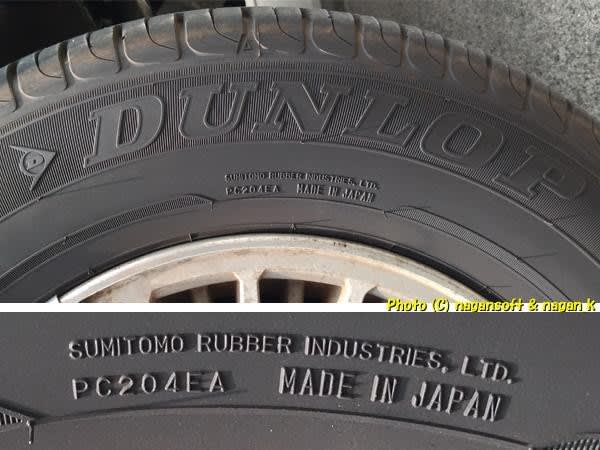 DUNLOP
SUMITOMO RUBBER INDUSTRIES, LTD.
PC204EA MADE IN JAPAN
Photo (C) nagansoft & nagan k
SUMITOMO RUBBER INDUSTRIES, LTD.
PC204EA MADE IN JAPAN